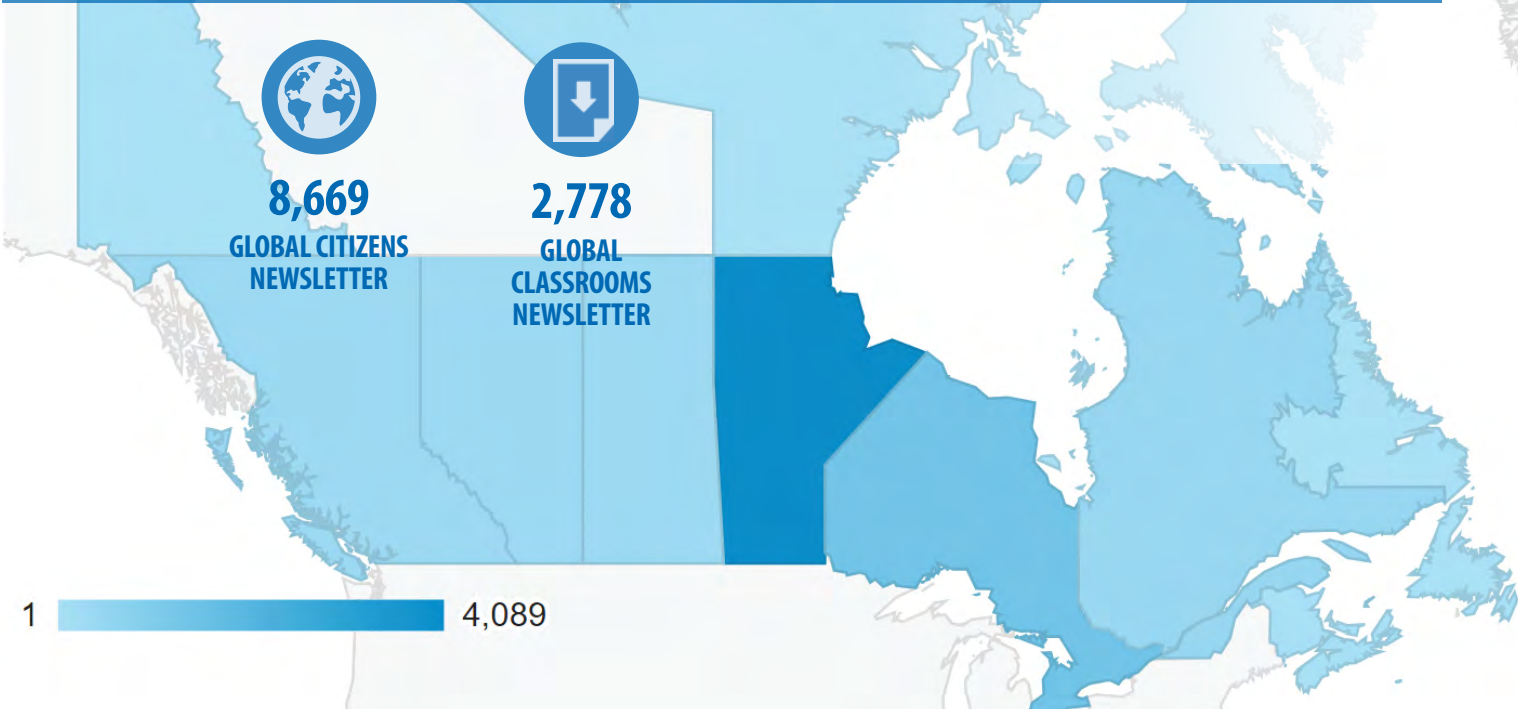 8,669
GLOBAL CITIZENS
NEWSLETTER
2,778
GLOBAL
CLASSROOMS
NEWSLETTER
1
4,089